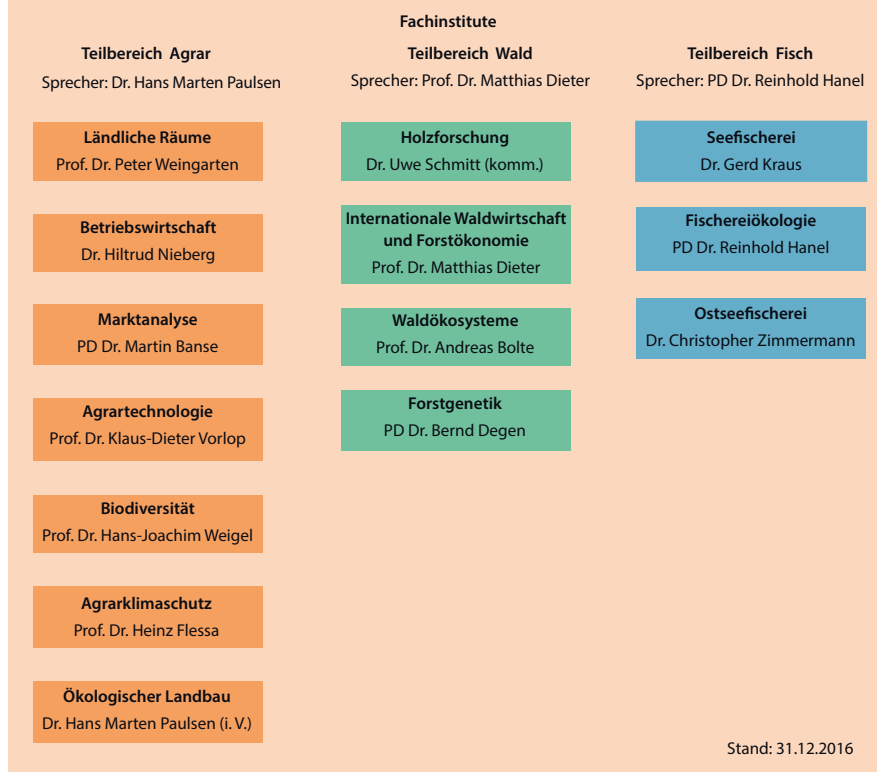 Fachinstitute
Teilbereich Agrar
Sprecher: Dr. Hans Marten Paulsen
Ländliche Räume
Prof. Dr. Peter Weingarten
Betriebswirtschaft
Dr. Hiltrud Nieberg
Marktanalyse
PD Dr. Martin Banse
Agrartechnologie
Prof. Dr. Klaus-Dieter Vorlop
Biodiversität
Prof. Dr. Hans-Joachim Weigel
Agrarklimaschutz
Prof. Dr. Heinz Flessa
Ökologischer Landbau
Dr. Hans Marten Paulsen (i. V.)
Teilbereich Wald
Sprecher: Prof. Dr. Matthias Dieter
Holzforschung
Dr. Uwe Schmitt (komm.)
Internationale Waldwirtschaft
und Forstökonomie
Prof. Dr. Matthias Dieter
Waldökosysteme
Prof. Dr. Andreas Bolte
Forstgenetik
PD Dr. Bernd Degen
Teilbereich Fisch
Sprecher: PD Dr. Reinhold Hanel
Seefischerei
Dr. Gerd Kraus
Fischereiökologie
PD Dr. Reinhold Hanel
Ostseefischerei
Dr. Christopher Zimmermann
Stand: 31.12.2016